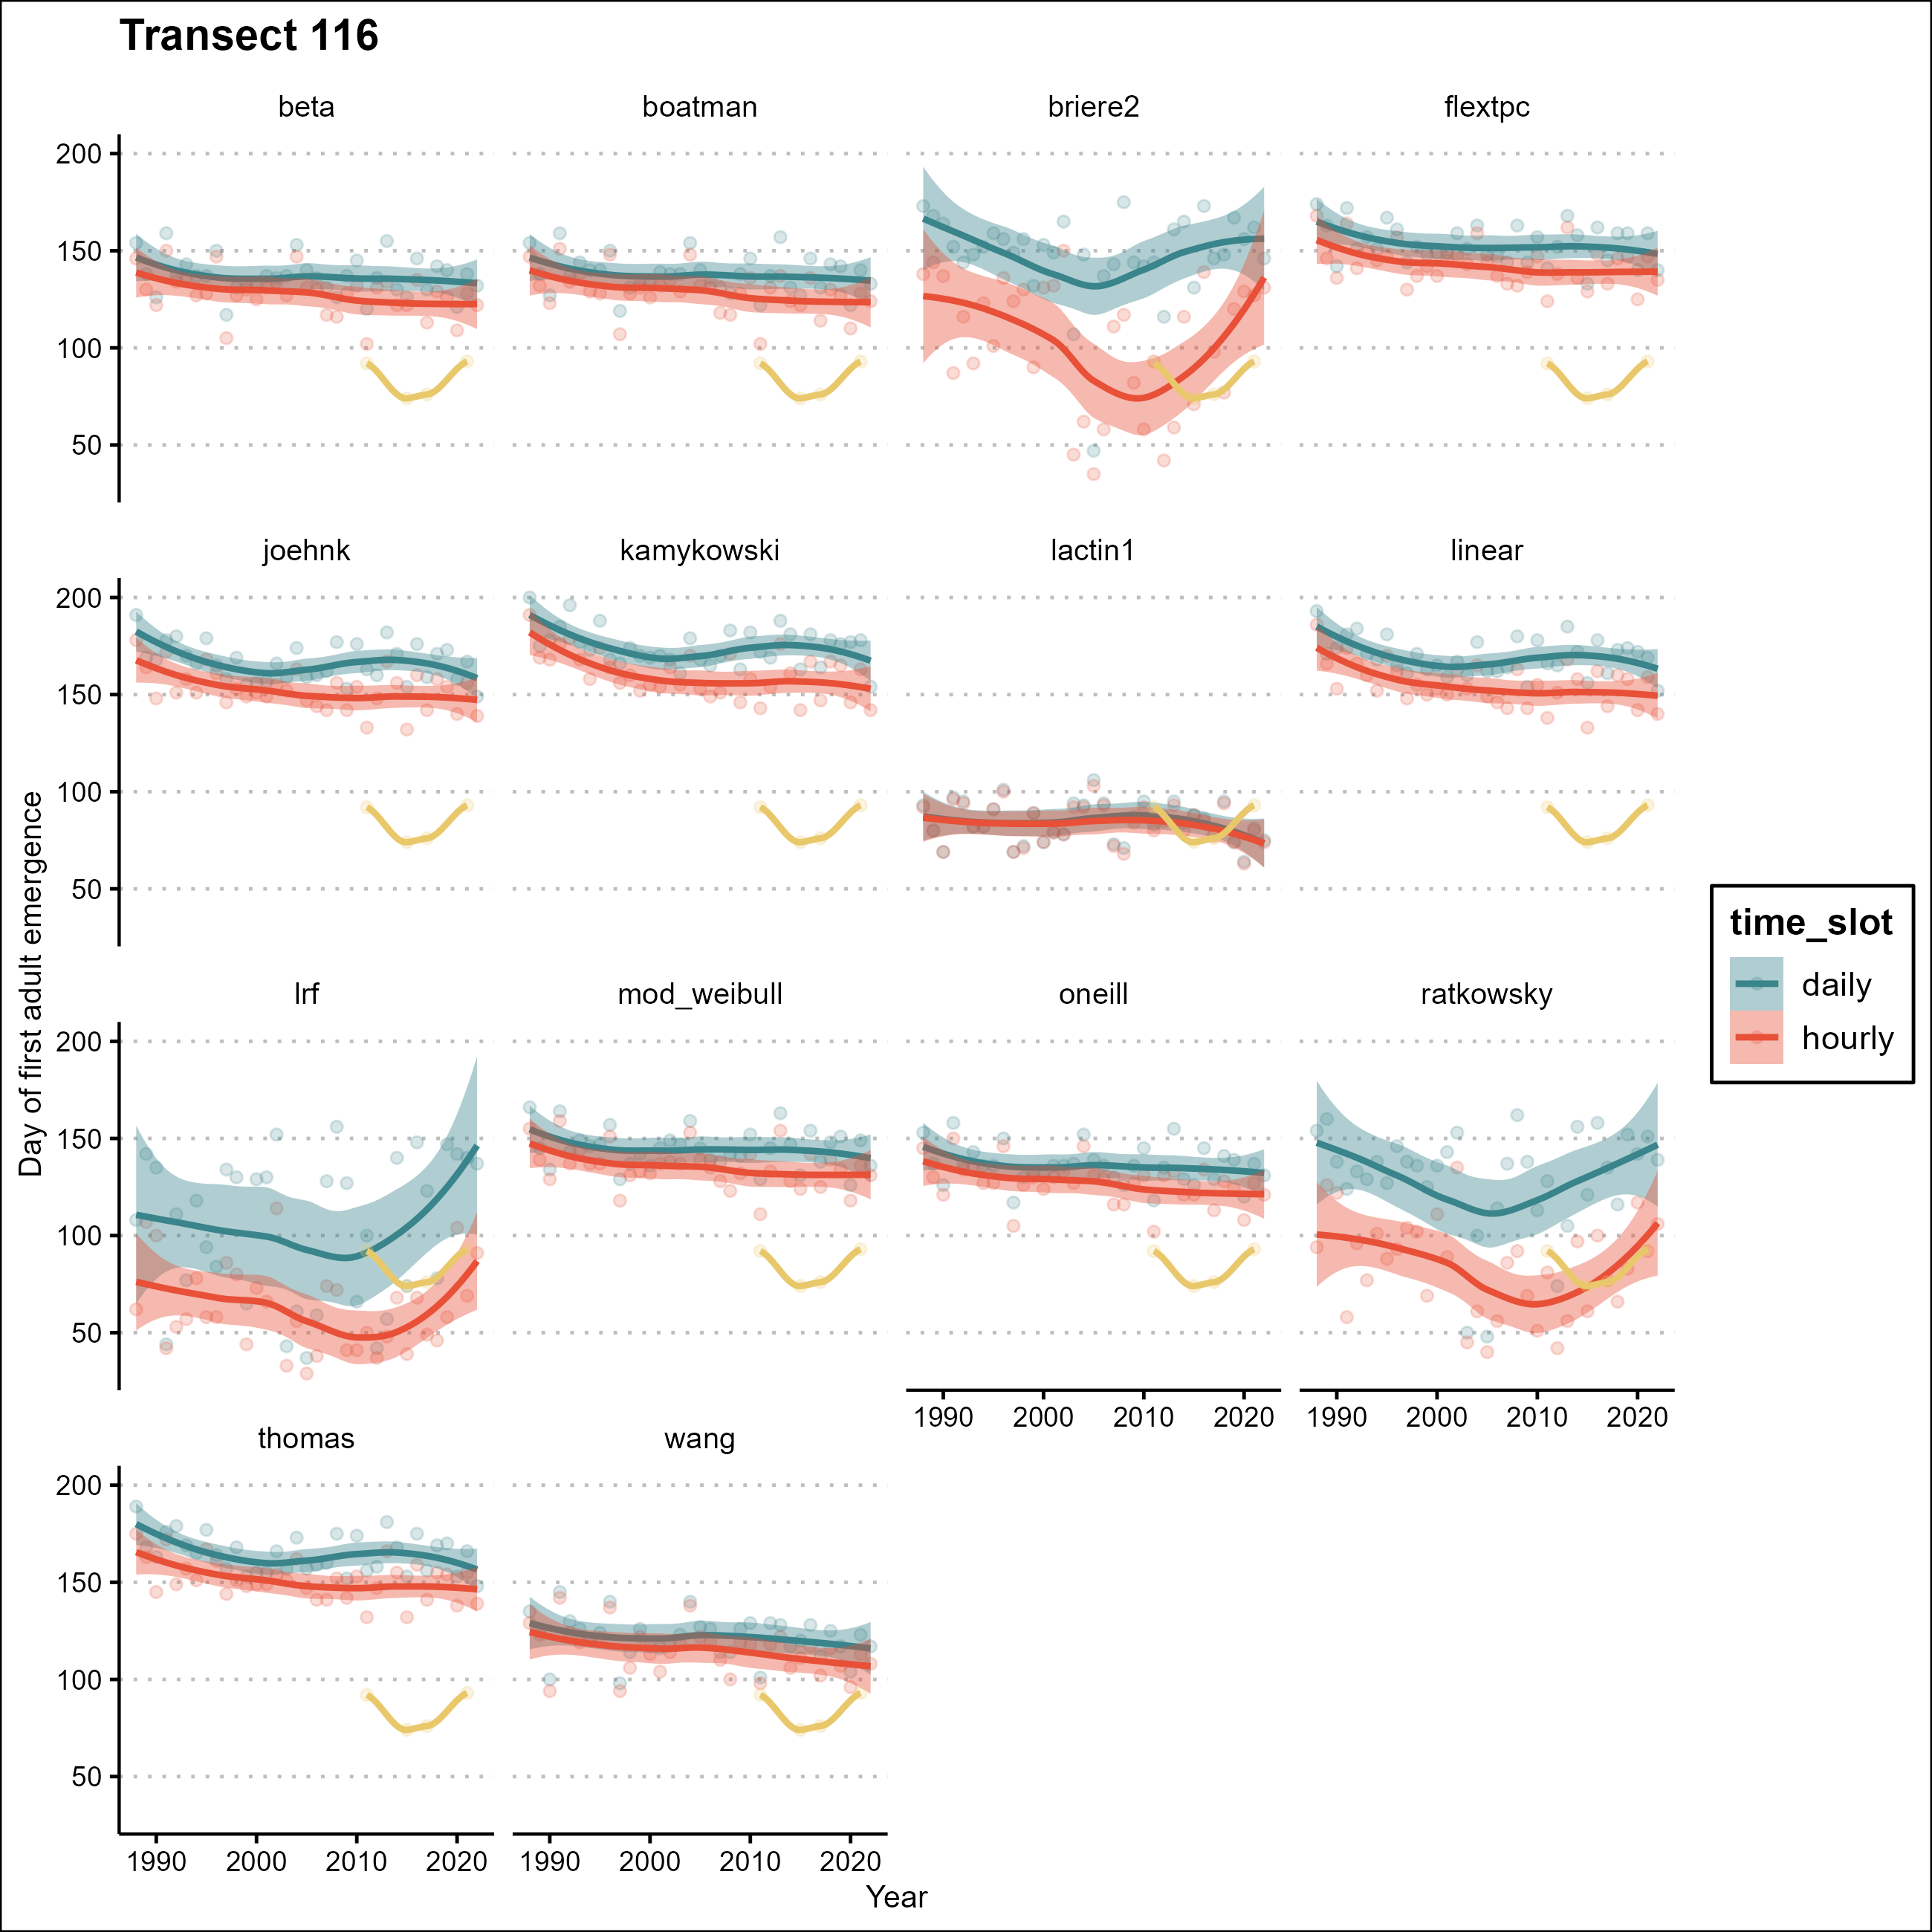 Transect 116
beta
boatman
briere2
flextpc
200
150
100
50
joehnk
kamykowski
lactin1
linear
200
150
100
50
Day of first adult emergence
time_slot
daily
hourly
lrf
mod_weibull
oneill
ratkowsky
200
150
100
50
1990 2000 2010 2020
1990 2000 2010 2020
thomas
wang
200
150
100
50
1990 2000 2010 2020
1990 2000 2010 2020
Year